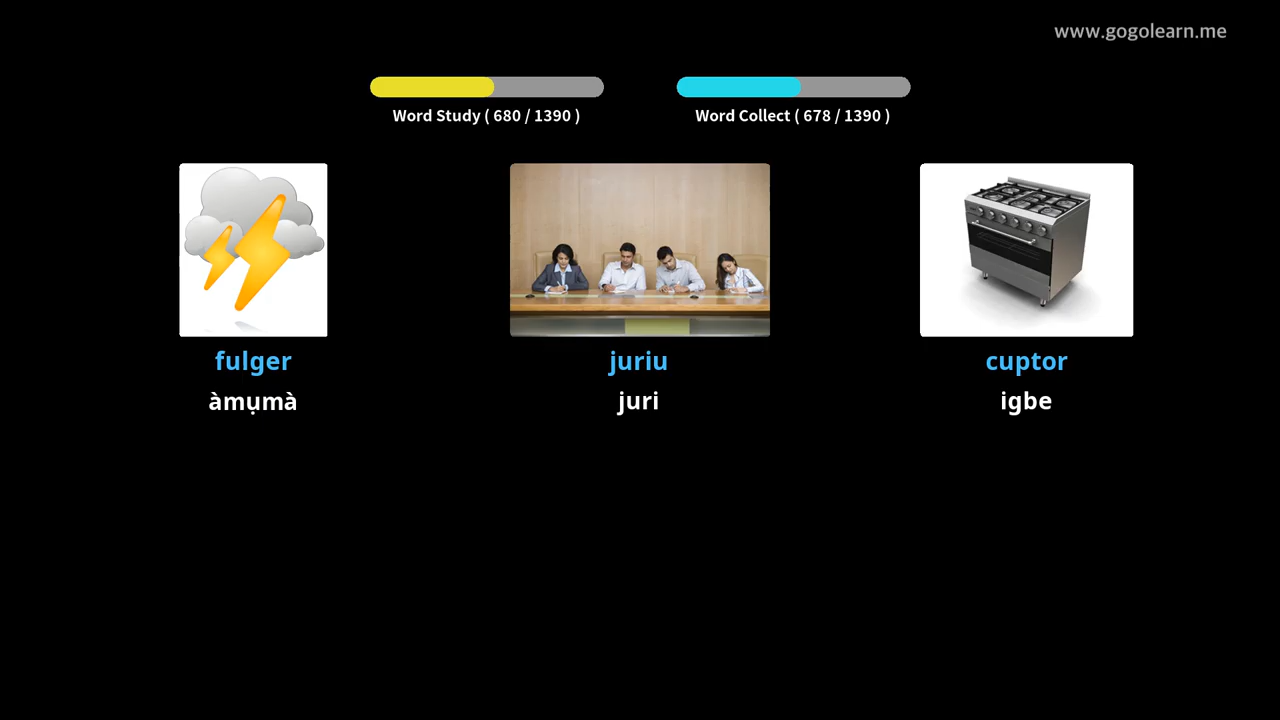 www.gogolearn.me
Word Study ( 680 / 1390 )
Word Collect ( 678 / 1390 )
fulger
juriu
cuptor
àmụmà
juri
igbe